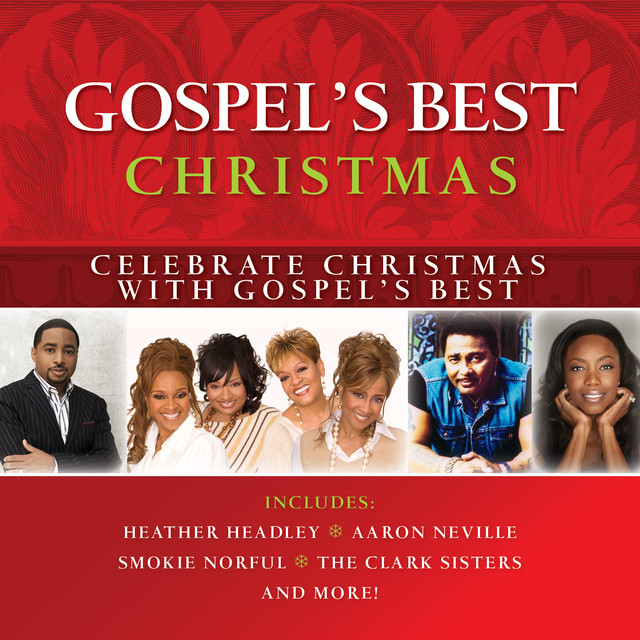 GOSPEL'S BEST
CHRISTMAS
CELEBRATE CHRISTMAS
WITH GOSPEL'S BEST
INCLUDES:
HEATHER HEADLEY ❄ AARON NEVILLE
SMOKIE NORFUL ❄ THE CLARK SISTERS
AND MORE!